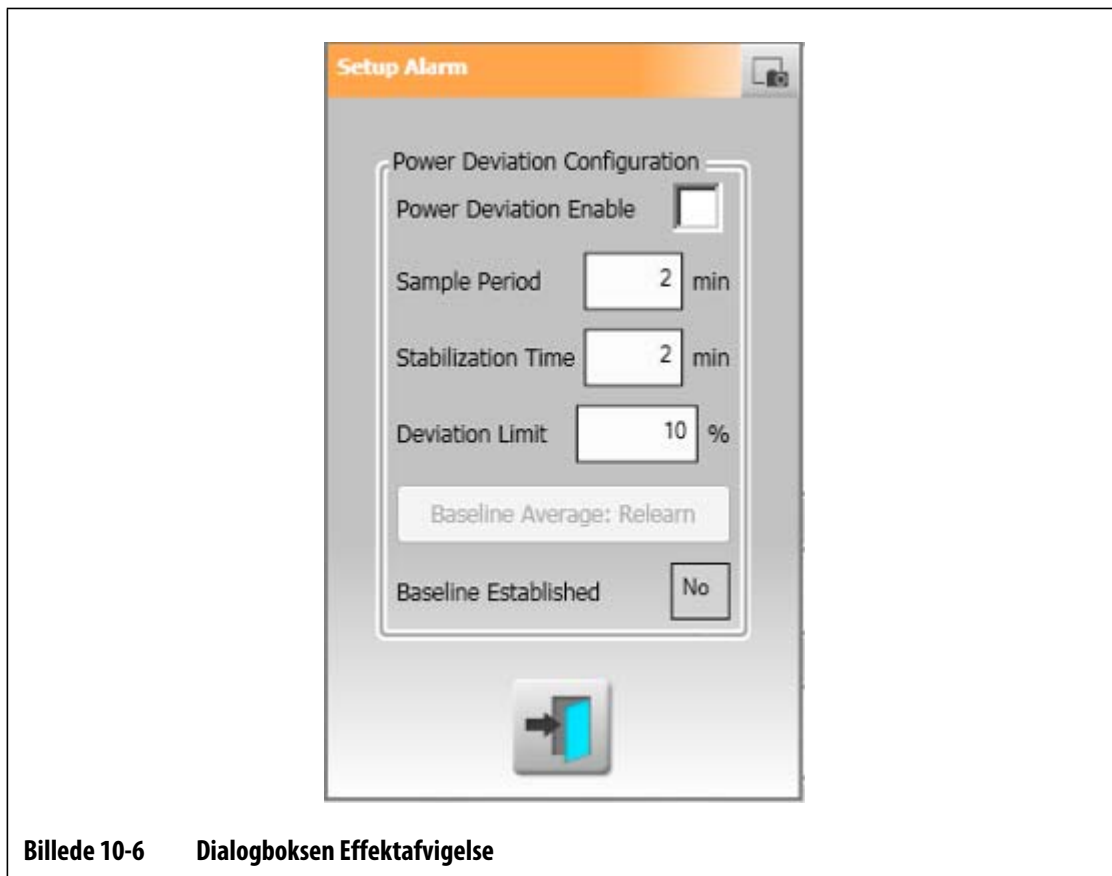 Setup Alarm
Power Deviation Configuration
Power Deviation Enable
Sample Period 2 min
Stabilization Time 2 min
Deviation Limit 10 %
Baseline Average: Relearn
Baseline Established No
Billede 10-6 Dialogboksen Effektafvigelse